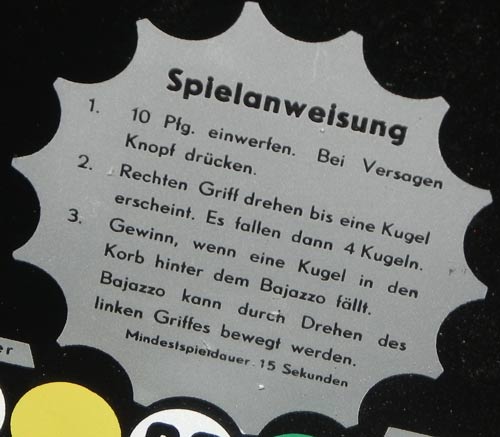 Spielanweisung
1. 10 Pfg. einwerfen. Bei Versagen
Knopf drücken.
2. Rechten Griff drehen bis eine Kugel
erscheint. Es fallen dann 4 Kugeln.
3. Gewinn, wenn eine Kugel in den
Korb hinter dem Bajazzo fällt.
Bajazzo kann durch Drehen des
linken Griffes bewegt werden.
Mindestspieldauer 15 Sekunden
er